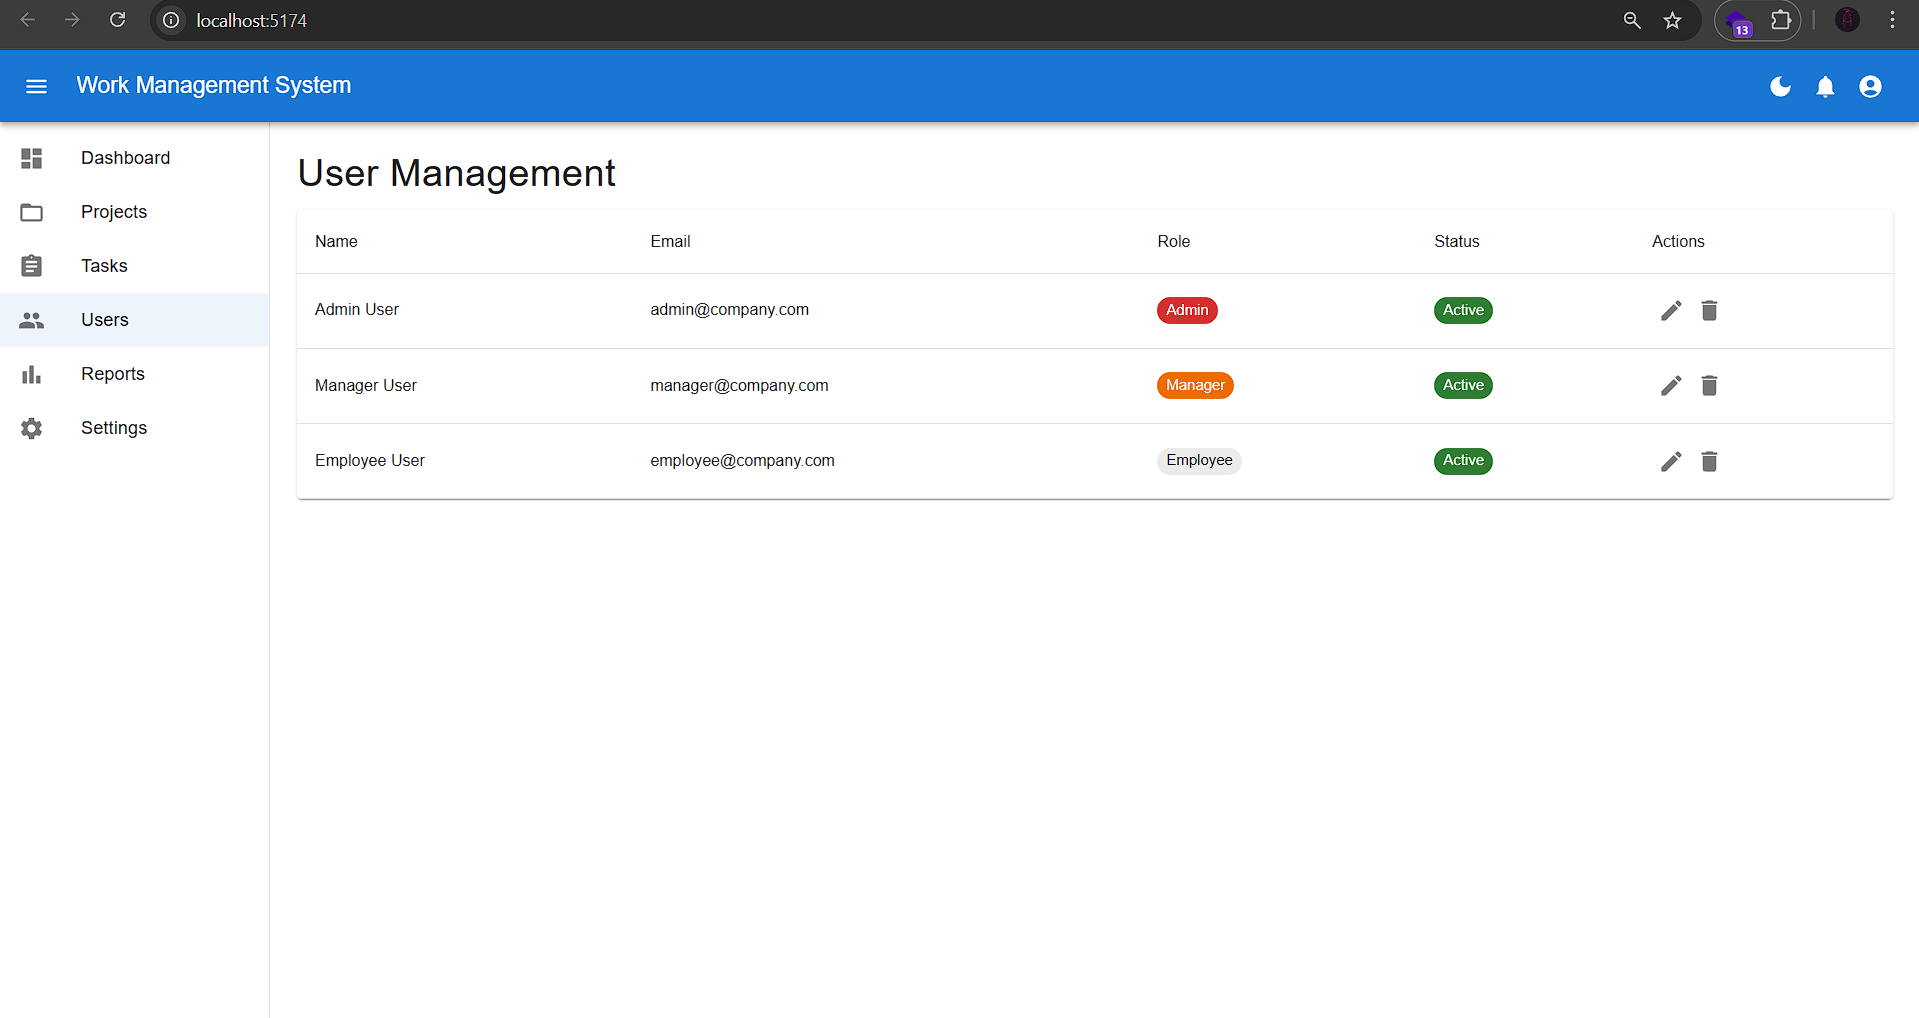 localhost:5174
13
Work Management System
Dashboard
Projects
Tasks
Users
Reports
Settings
User Management
Name Email Role Status Actions
Admin User admin@company.com Admin Active
Manager User manager@company.com Manager Active
Employee User employee@company.com Employee Active